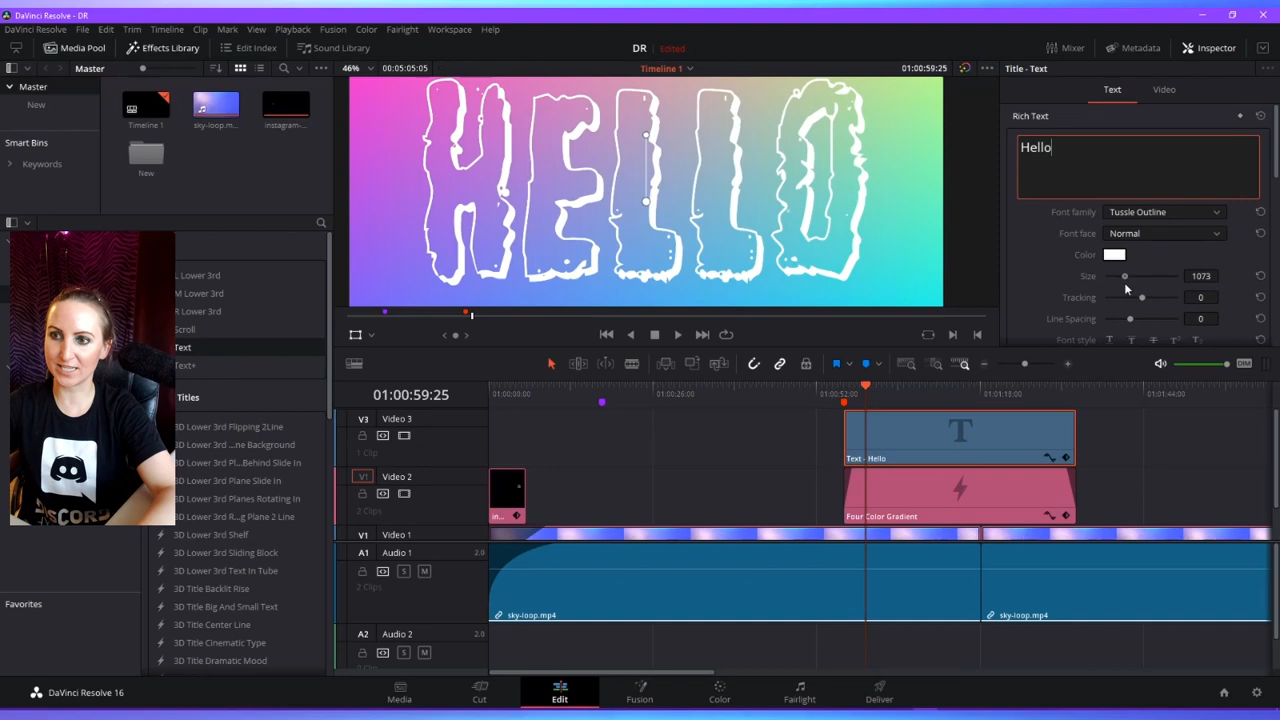 DaVinci Resolve - DR
DaVinci Resolve File Edit Trim Timeline Clip Mark View Playback Fusion Color Fairlight Workspace Help
Media Pool Effects Library Edit Index Sound Library DR Edited Mixer Metadata Inspector
Master 46% 00:05:05:05 Timeline 1 01:00:59:25 Title - Text
Master
New
Smart Bins
Keywords
Timeline 1 sky-loop.m... instagram-...
New
HELLO
Text Video
Rich Text
Hello
Font family Tussle Outline
Font face Normal
Color
Size 1073
Tracking 0
Line Spacing 0
Font style
L Lower 3rd
M Lower 3rd
R Lower 3rd
Scroll
Text
Text+
Titles
3D Lower 3rd Flipping 2Line
3D Lower 3rd ...ne Background
3D Lower 3rd Pl...Behind Slide In
3D Lower 3rd Plane Slide In
3D Lower 3rd Planes Rotating In
3D Lower 3rd R...g Plane 2 Line
3D Lower 3rd Shelf
3D Lower 3rd Sliding Block
3D Lower 3rd Text In Tube
3D Title Backlit Rise
3D Title Big And Small Text
3D Title Center Line
3D Title Cinematic Type
3D Title Dramatic Mood
Favorites
DIM
01:00:59:25 01:00:00:00 01:00:26:00 01:00:52:00 01:01:18:00 01:01:44:00
V3 Video 3
1 Clip
T
Text - Hello
V1 Video 2
2 Clips
in...
Four Color Gradient
V1 Video 1
A1 Audio 1 2.0
S M
2 Clips
sky-loop.mp4 sky-loop.mp4
A2 Audio 2 2.0
S M
DaVinci Resolve 16
Media Cut Edit Fusion Color Fairlight Deliver